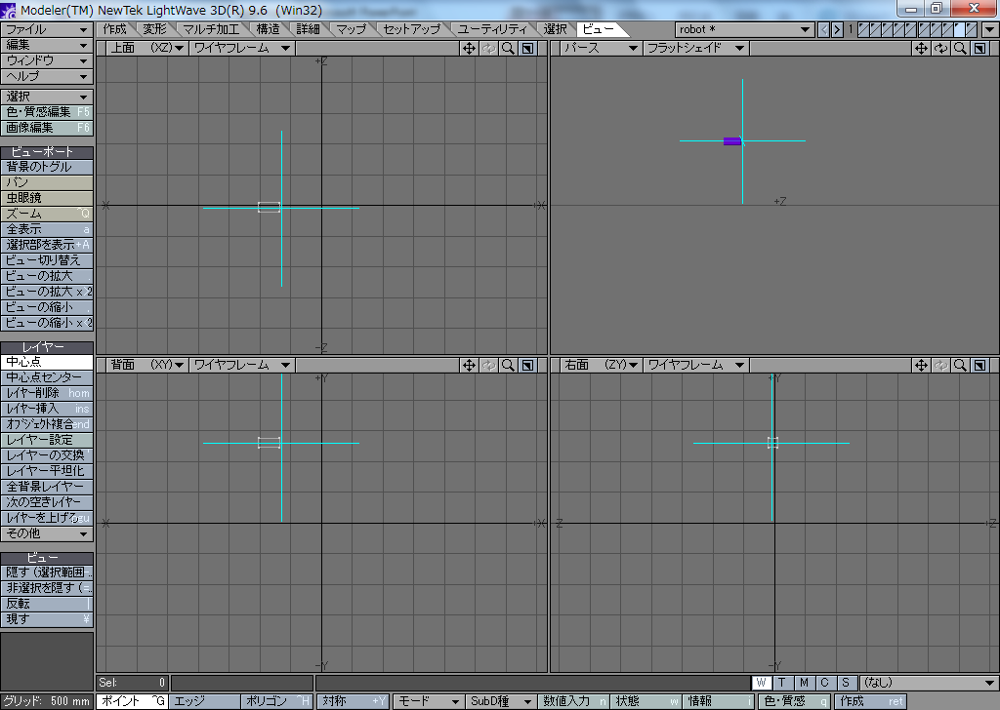 Modeler(TM) NewTek LightWave 3D(R) 9.6 (Win32)
ファイル 作成 変形 マルチ加工 構造 詳細 マップ セットアップ ユーティリティ 選択 ビュー robot * 1
編集
ウィンドウ
ヘルプ
選択
色・質感編集 F5
画像編集 F6
ビューポート
背景のトグル
パン
虫眼鏡
ズーム ^Q
全表示 a
選択部を表示 +A
ビュー切り替え
ビューの拡大 .
ビューの拡大 x 2
ビューの縮小 ,
ビューの縮小 x 2
レイヤー
中心点
中心点センター
レイヤー削除 hom
レイヤー挿入 ins
オブジェクト複合 end
レイヤー設定
レイヤーの交換 '
レイヤー平坦化
全背景レイヤー
次の空きレイヤー
レイヤーを上げる pgu
その他
ビュー
隠す (選択範囲 -
非選択を隠す (=
反転 |
現す ¥
グリッド: 500 mm
上面 (XZ) ワイヤフレーム
+Z
-X
+X
-Z
パース フラットシェイド
+Z
背面 (XY) ワイヤフレーム
+Y
-X
+X
-Y
右面 (ZY) ワイヤフレーム
+Y
-Z
+Z
-Y
Sel: 0
W T M C S (なし)
ポイント ^G エッジ ポリゴン ^H 対称 +Y モード SubD種 数値入力 n 状態 w 情報 i 色・質感 q 作成 ret